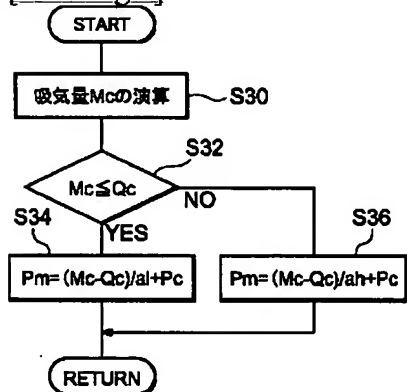 START
吸気量Mcの演算
S30
S32
Mc≦Qc
NO
S34
YES
S36
Pm=(Mc-Qc)/al+Pc
Pm=(Mc-Qc)/ah+Pc
RETURN